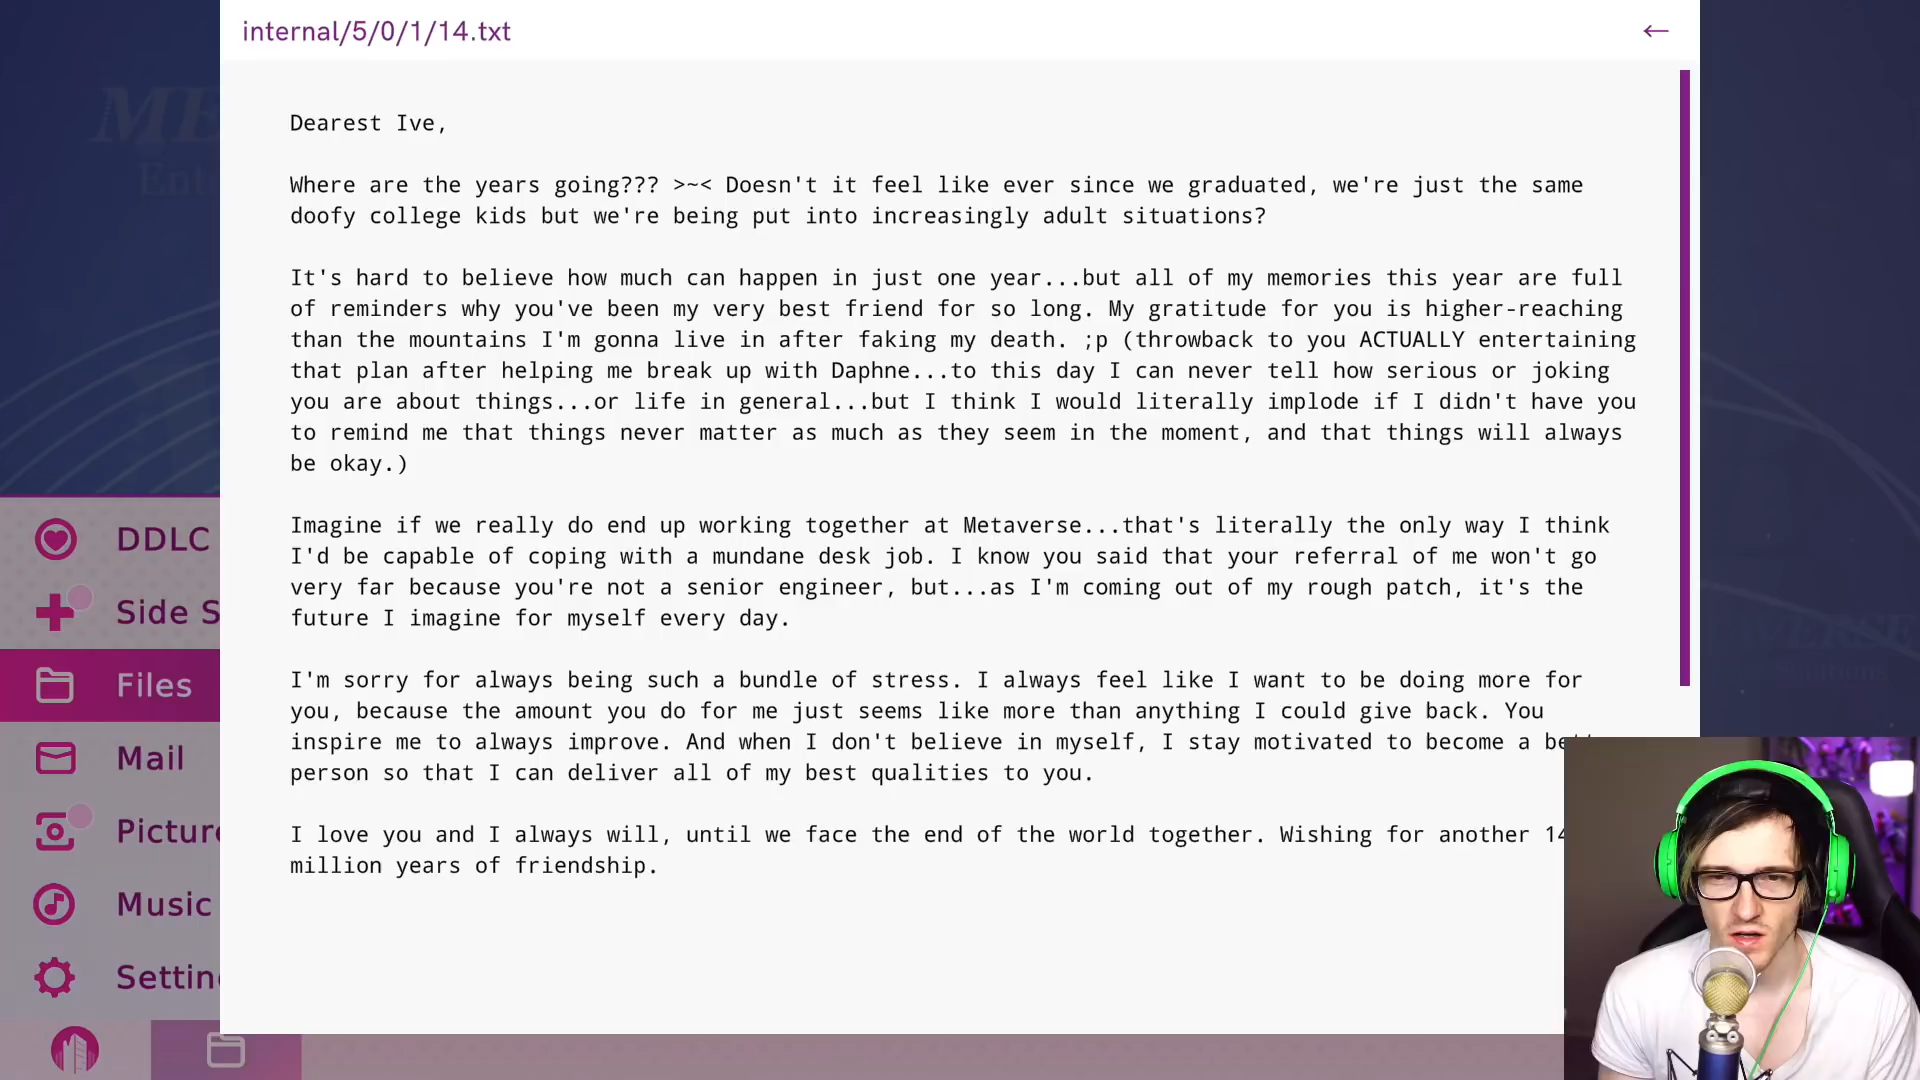 internal/5/0/1/14.txt
←
Dearest Ive,
Where are the years going??? >~< Doesn't it feel like ever since we graduated, we're just the same
doofy college kids but we're being put into increasingly adult situations?
It's hard to believe how much can happen in just one year...but all of my memories this year are full
of reminders why you've been my very best friend for so long. My gratitude for you is higher-reaching
than the mountains I'm gonna live in after faking my death. ;p (throwback to you ACTUALLY entertaining
that plan after helping me break up with Daphne...to this day I can never tell how serious or joking
you are about things...or life in general...but I think I would literally implode if I didn't have you
to remind me that things never matter as much as they seem in the moment, and that things will always
be okay.)
Imagine if we really do end up working together at Metaverse...that's literally the only way I think
I'd be capable of coping with a mundane desk job. I know you said that your referral of me won't go
very far because you're not a senior engineer, but...as I'm coming out of my rough patch, it's the
future I imagine for myself every day.
I'm sorry for always being such a bundle of stress. I always feel like I want to be doing more for
you, because the amount you do for me just seems like more than anything I could give back. You
inspire me to always improve. And when I don't believe in myself, I stay motivated to become a
person so that I can deliver all of my best qualities to you.
I love you and I always will, until we face the end of the world together. Wishing for another 14
million years of friendship.
DDLC
Side S
Files
Mail
Picture
Music
Settin